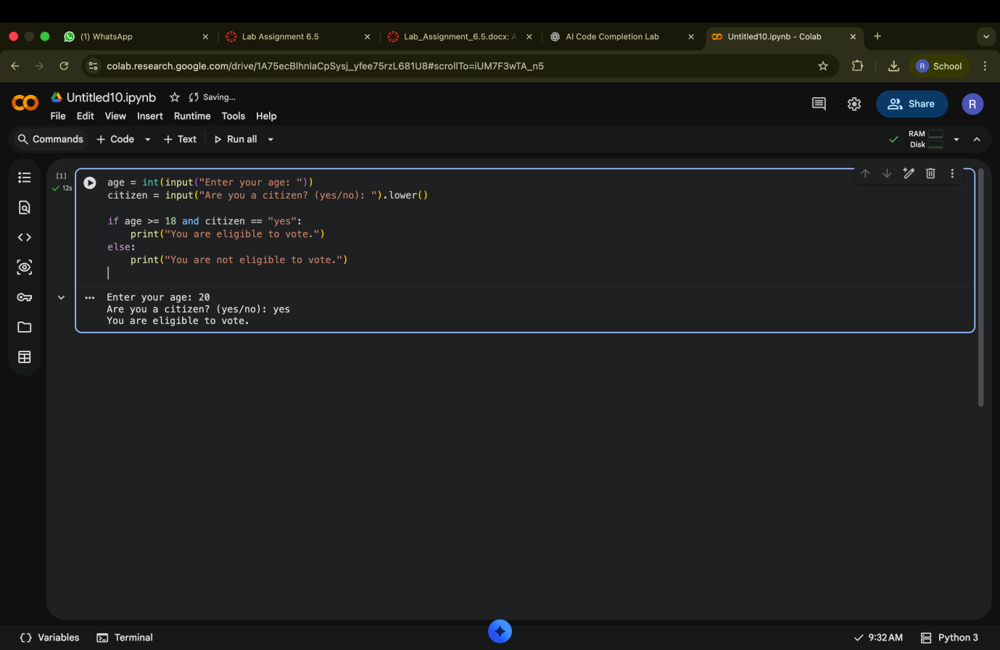 (1) WhatsApp
Lab Assignment 6.5
Lab_Assignment_6.5.docx: A
AI Code Completion Lab
Untitled10.ipynb - Colab
colab.research.google.com/drive/1A75ecBlhnlaCpSysj_yfee75rzL681U8#scrollTo=iUM7F3wTA_n5
R School
Untitled10.ipynb
Saving...
File Edit View Insert Runtime Tools Help
Share
R
Commands + Code + Text Run all
RAM
Disk
[1]
12s
age = int(input("Enter your age: "))
citizen = input("Are you a citizen? (yes/no): ").lower()
if age >= 18 and citizen == "yes":
print("You are eligible to vote.")
else:
print("You are not eligible to vote.")
Enter your age: 20
Are you a citizen? (yes/no): yes
You are eligible to vote.
Variables
Terminal
9:32 AM
Python 3